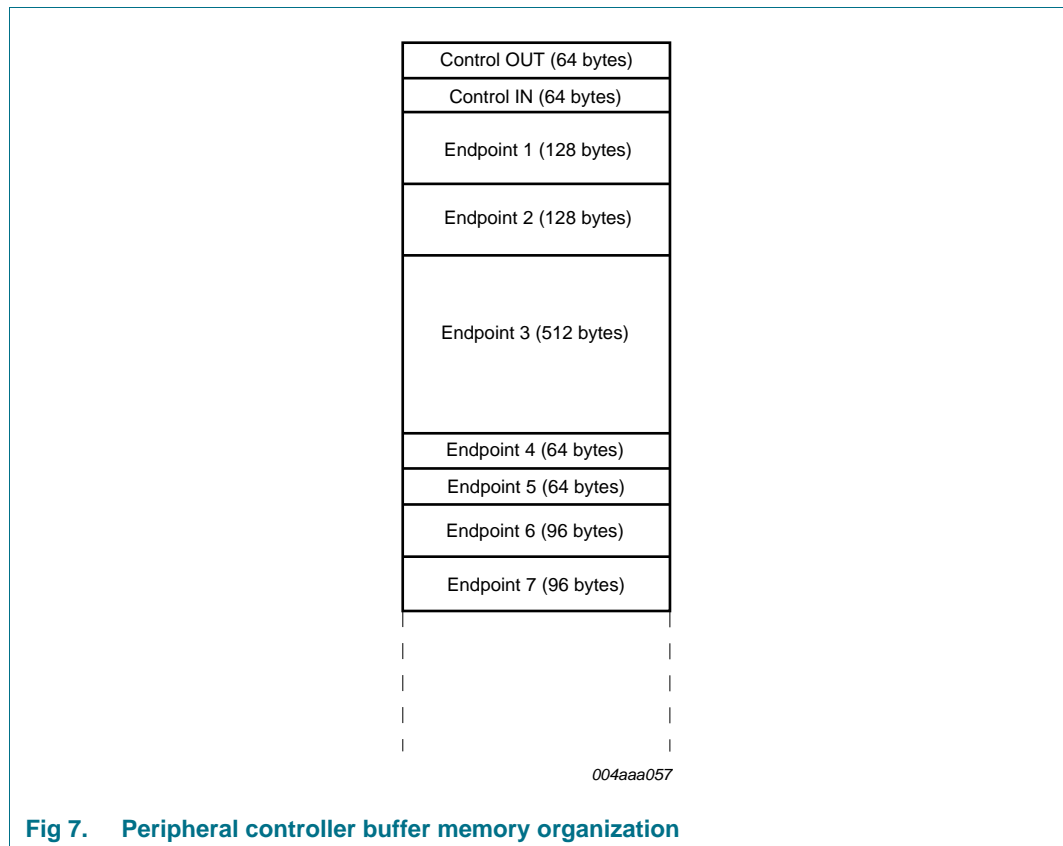 Control OUT (64 bytes)
Control IN (64 bytes)
Endpoint 1 (128 bytes)
Endpoint 2 (128 bytes)
Endpoint 3 (512 bytes)
Endpoint 4 (64 bytes)
Endpoint 5 (64 bytes)
Endpoint 6 (96 bytes)
Endpoint 7 (96 bytes)
004aaa057
Fig 7. Peripheral controller buffer memory organization